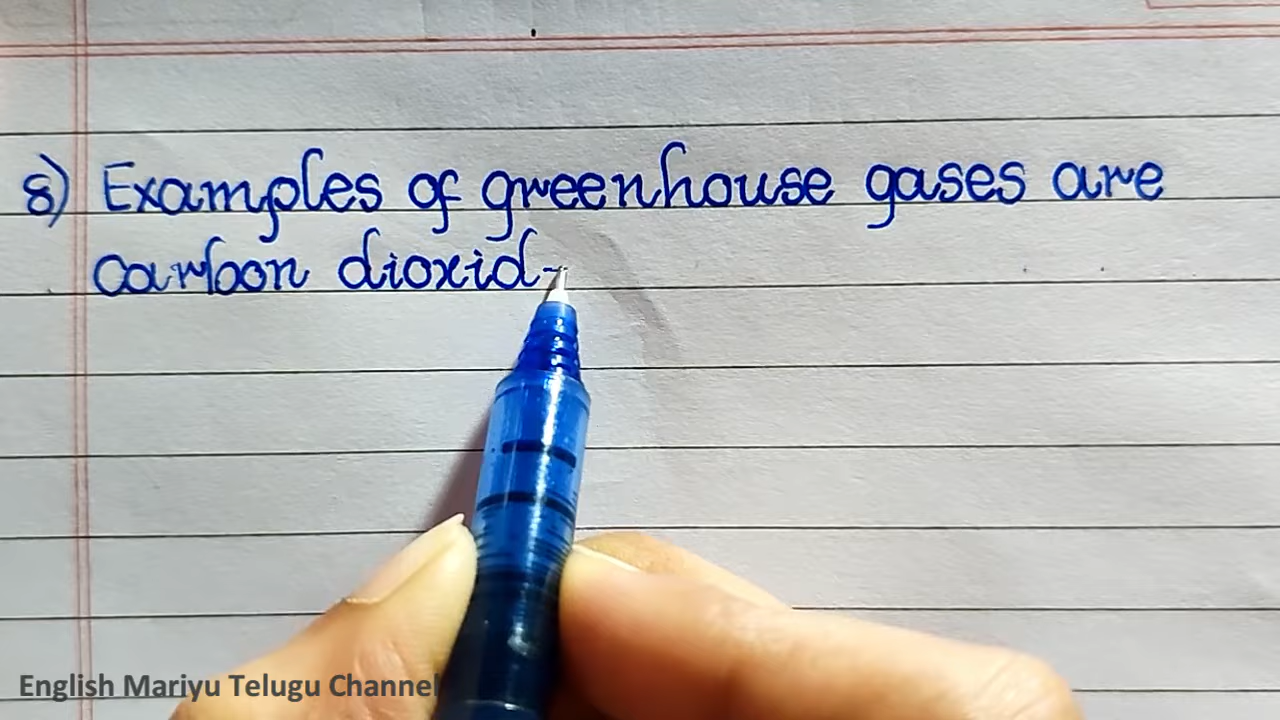 8) Examples of greenhouse gases are
carbon dioxid
English Mariyu Telugu Channel